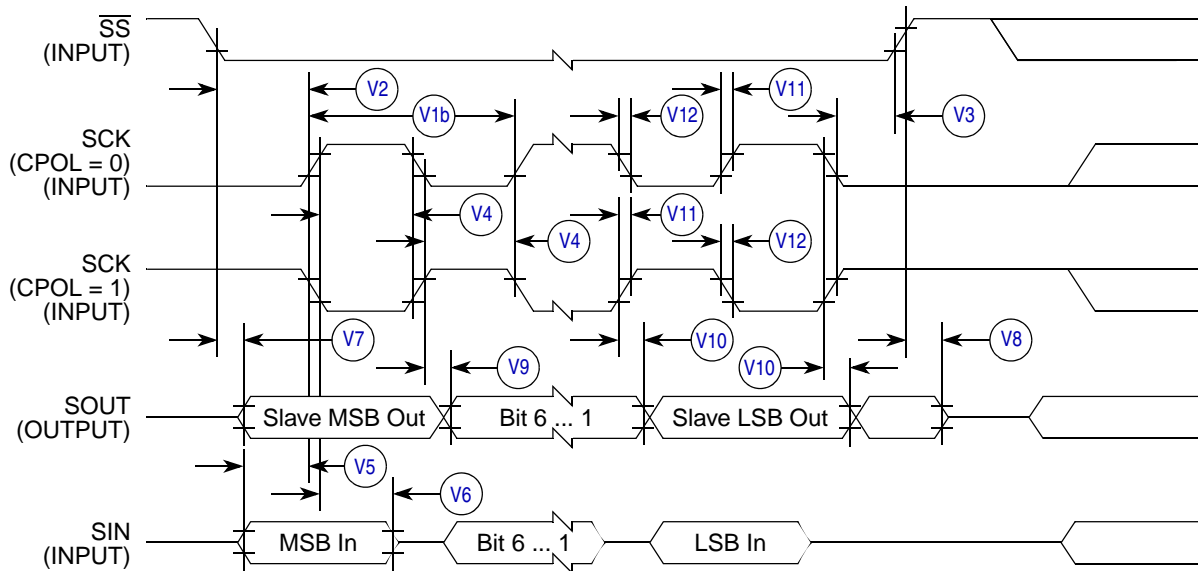 SS
(INPUT)
V2
V11
V1b
V12
V3
SCK
(CPOL = 0)
(INPUT)
V4
V11
V4
V12
SCK
(CPOL = 1)
(INPUT)
V7
V10
V8
V9
V10
SOUT
(OUTPUT)
Slave MSB Out
Bit 6 ... 1
Slave LSB Out
V5
V6
SIN
(INPUT)
MSB In
Bit 6 ... 1
LSB In